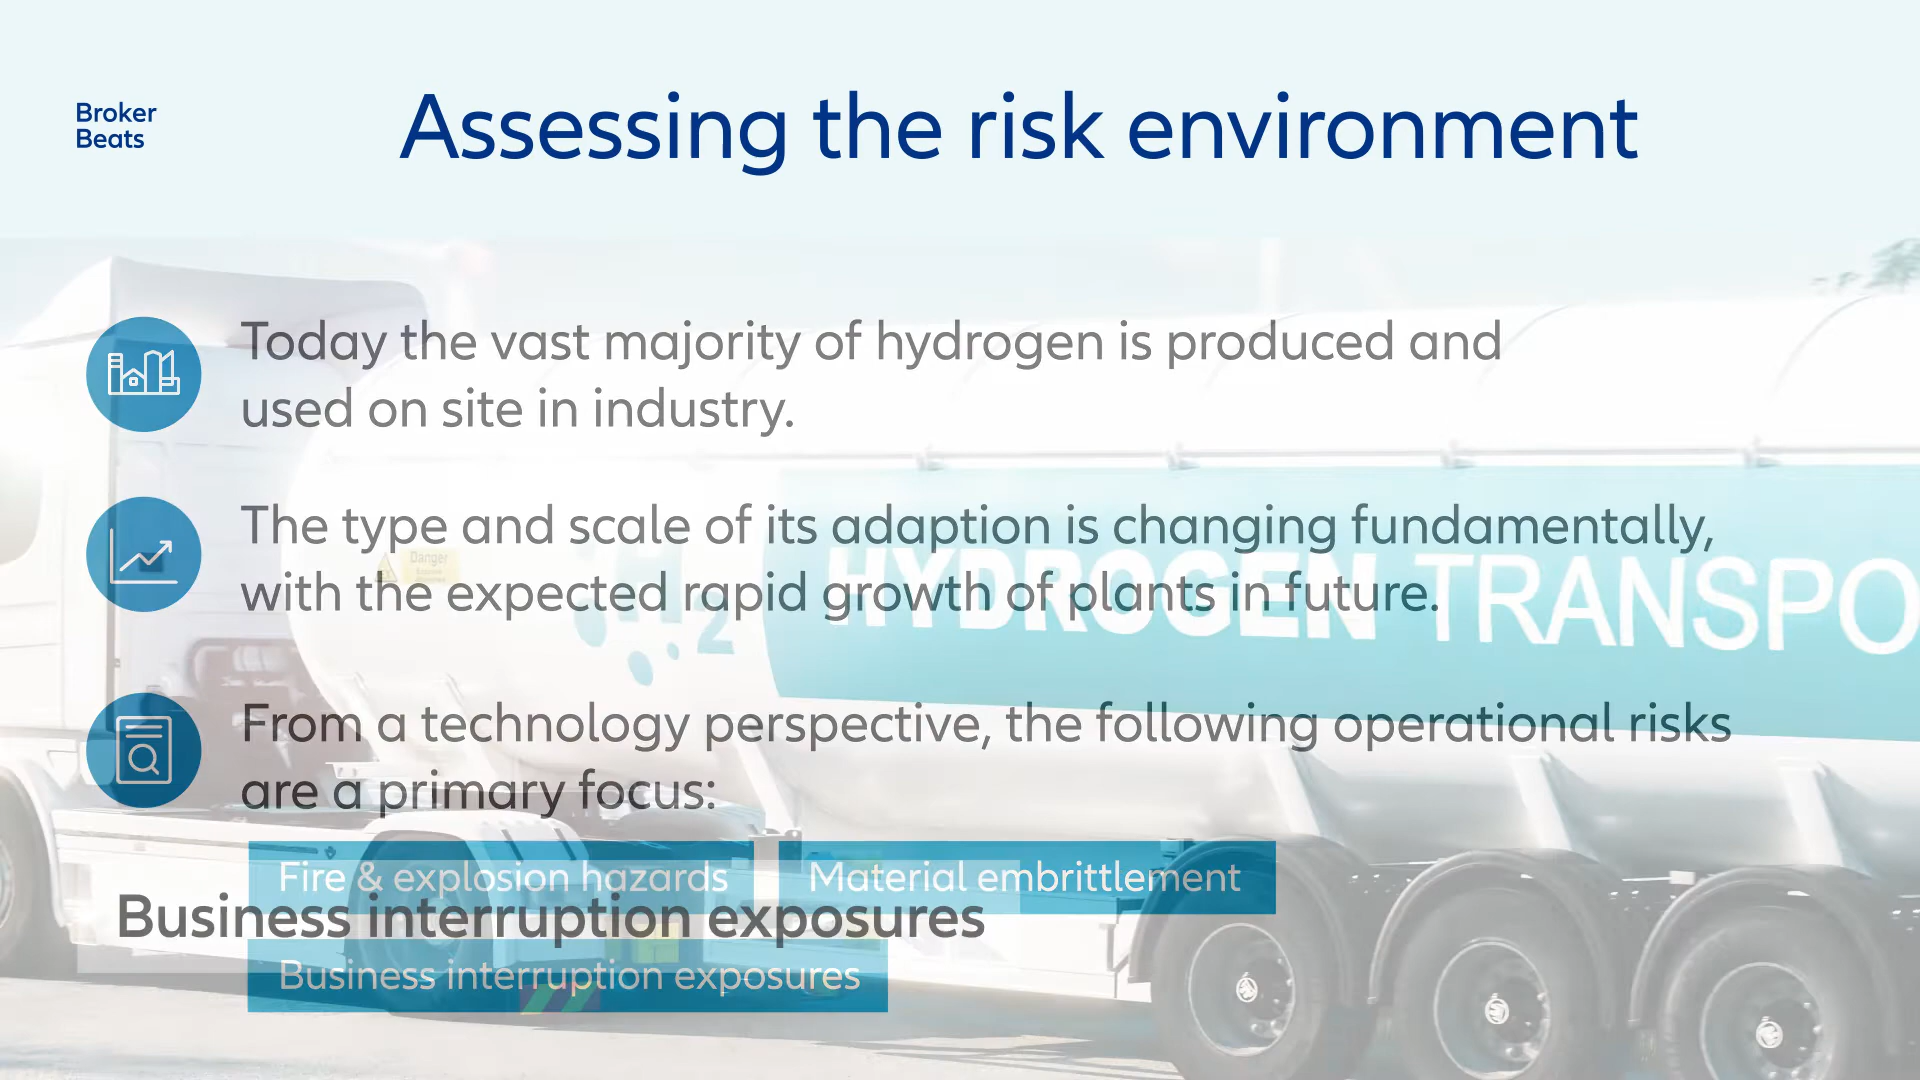 Broker
Beats
Assessing the risk environment
Today the vast majority of hydrogen is produced and
used on site in industry.
The type and scale of its adaption is changing fundamentally,
with the expected rapid growth of plants in future.
Danger
H2
HYDROGEN TRANSPO
From a technology perspective, the following operational risks
are a primary focus:
Fire & explosion hazards
Material embrittlement
Business interruption exposures
Business interruption exposures